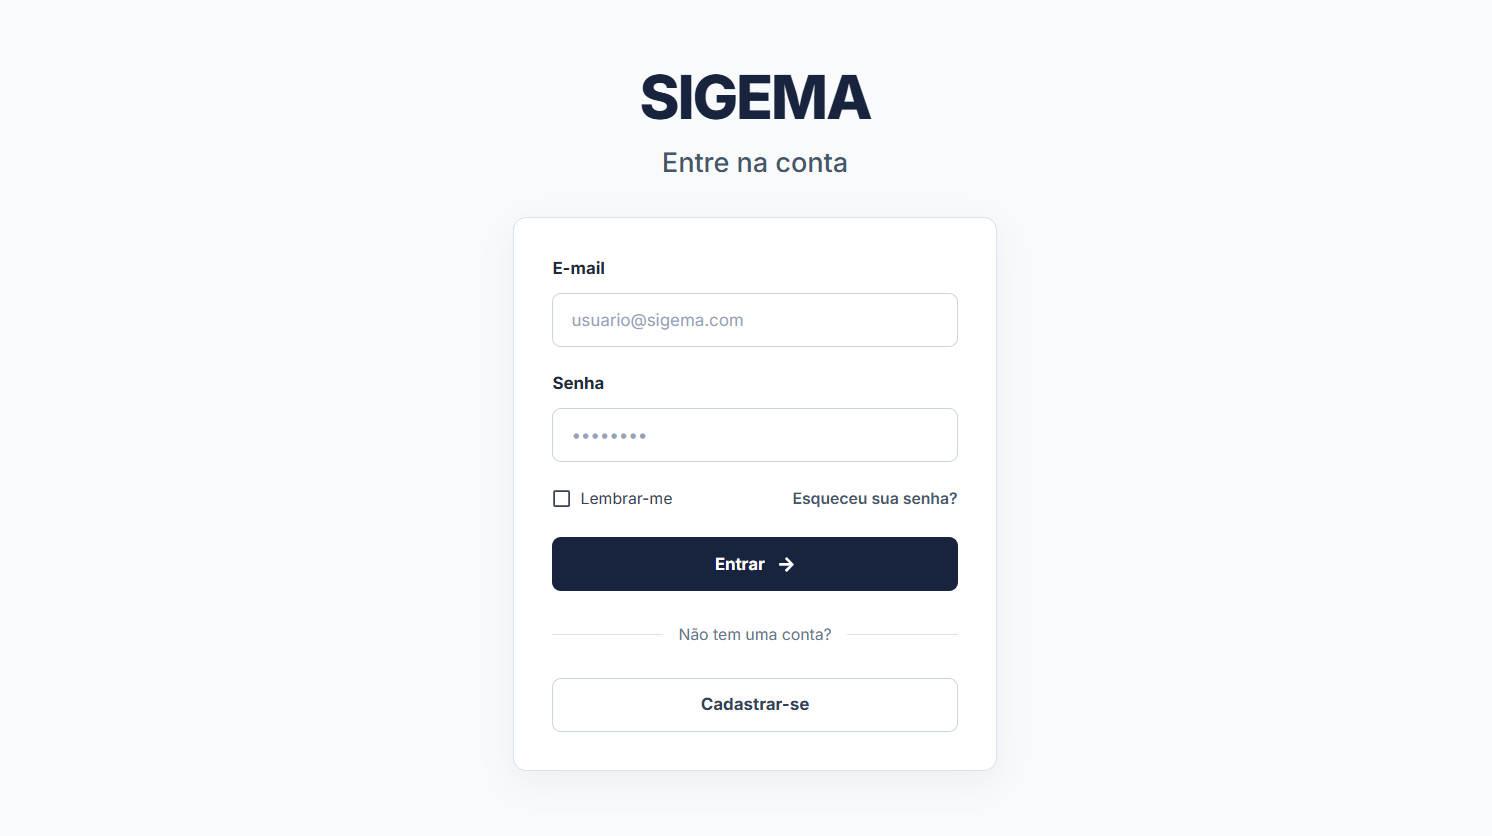 SIGEMA
Entre na conta
E-mail
usuario@sigema.com
Senha
••••••••
Lembrar-me
Esqueceu sua senha?
Entrar →
Não tem uma conta?
Cadastrar-se